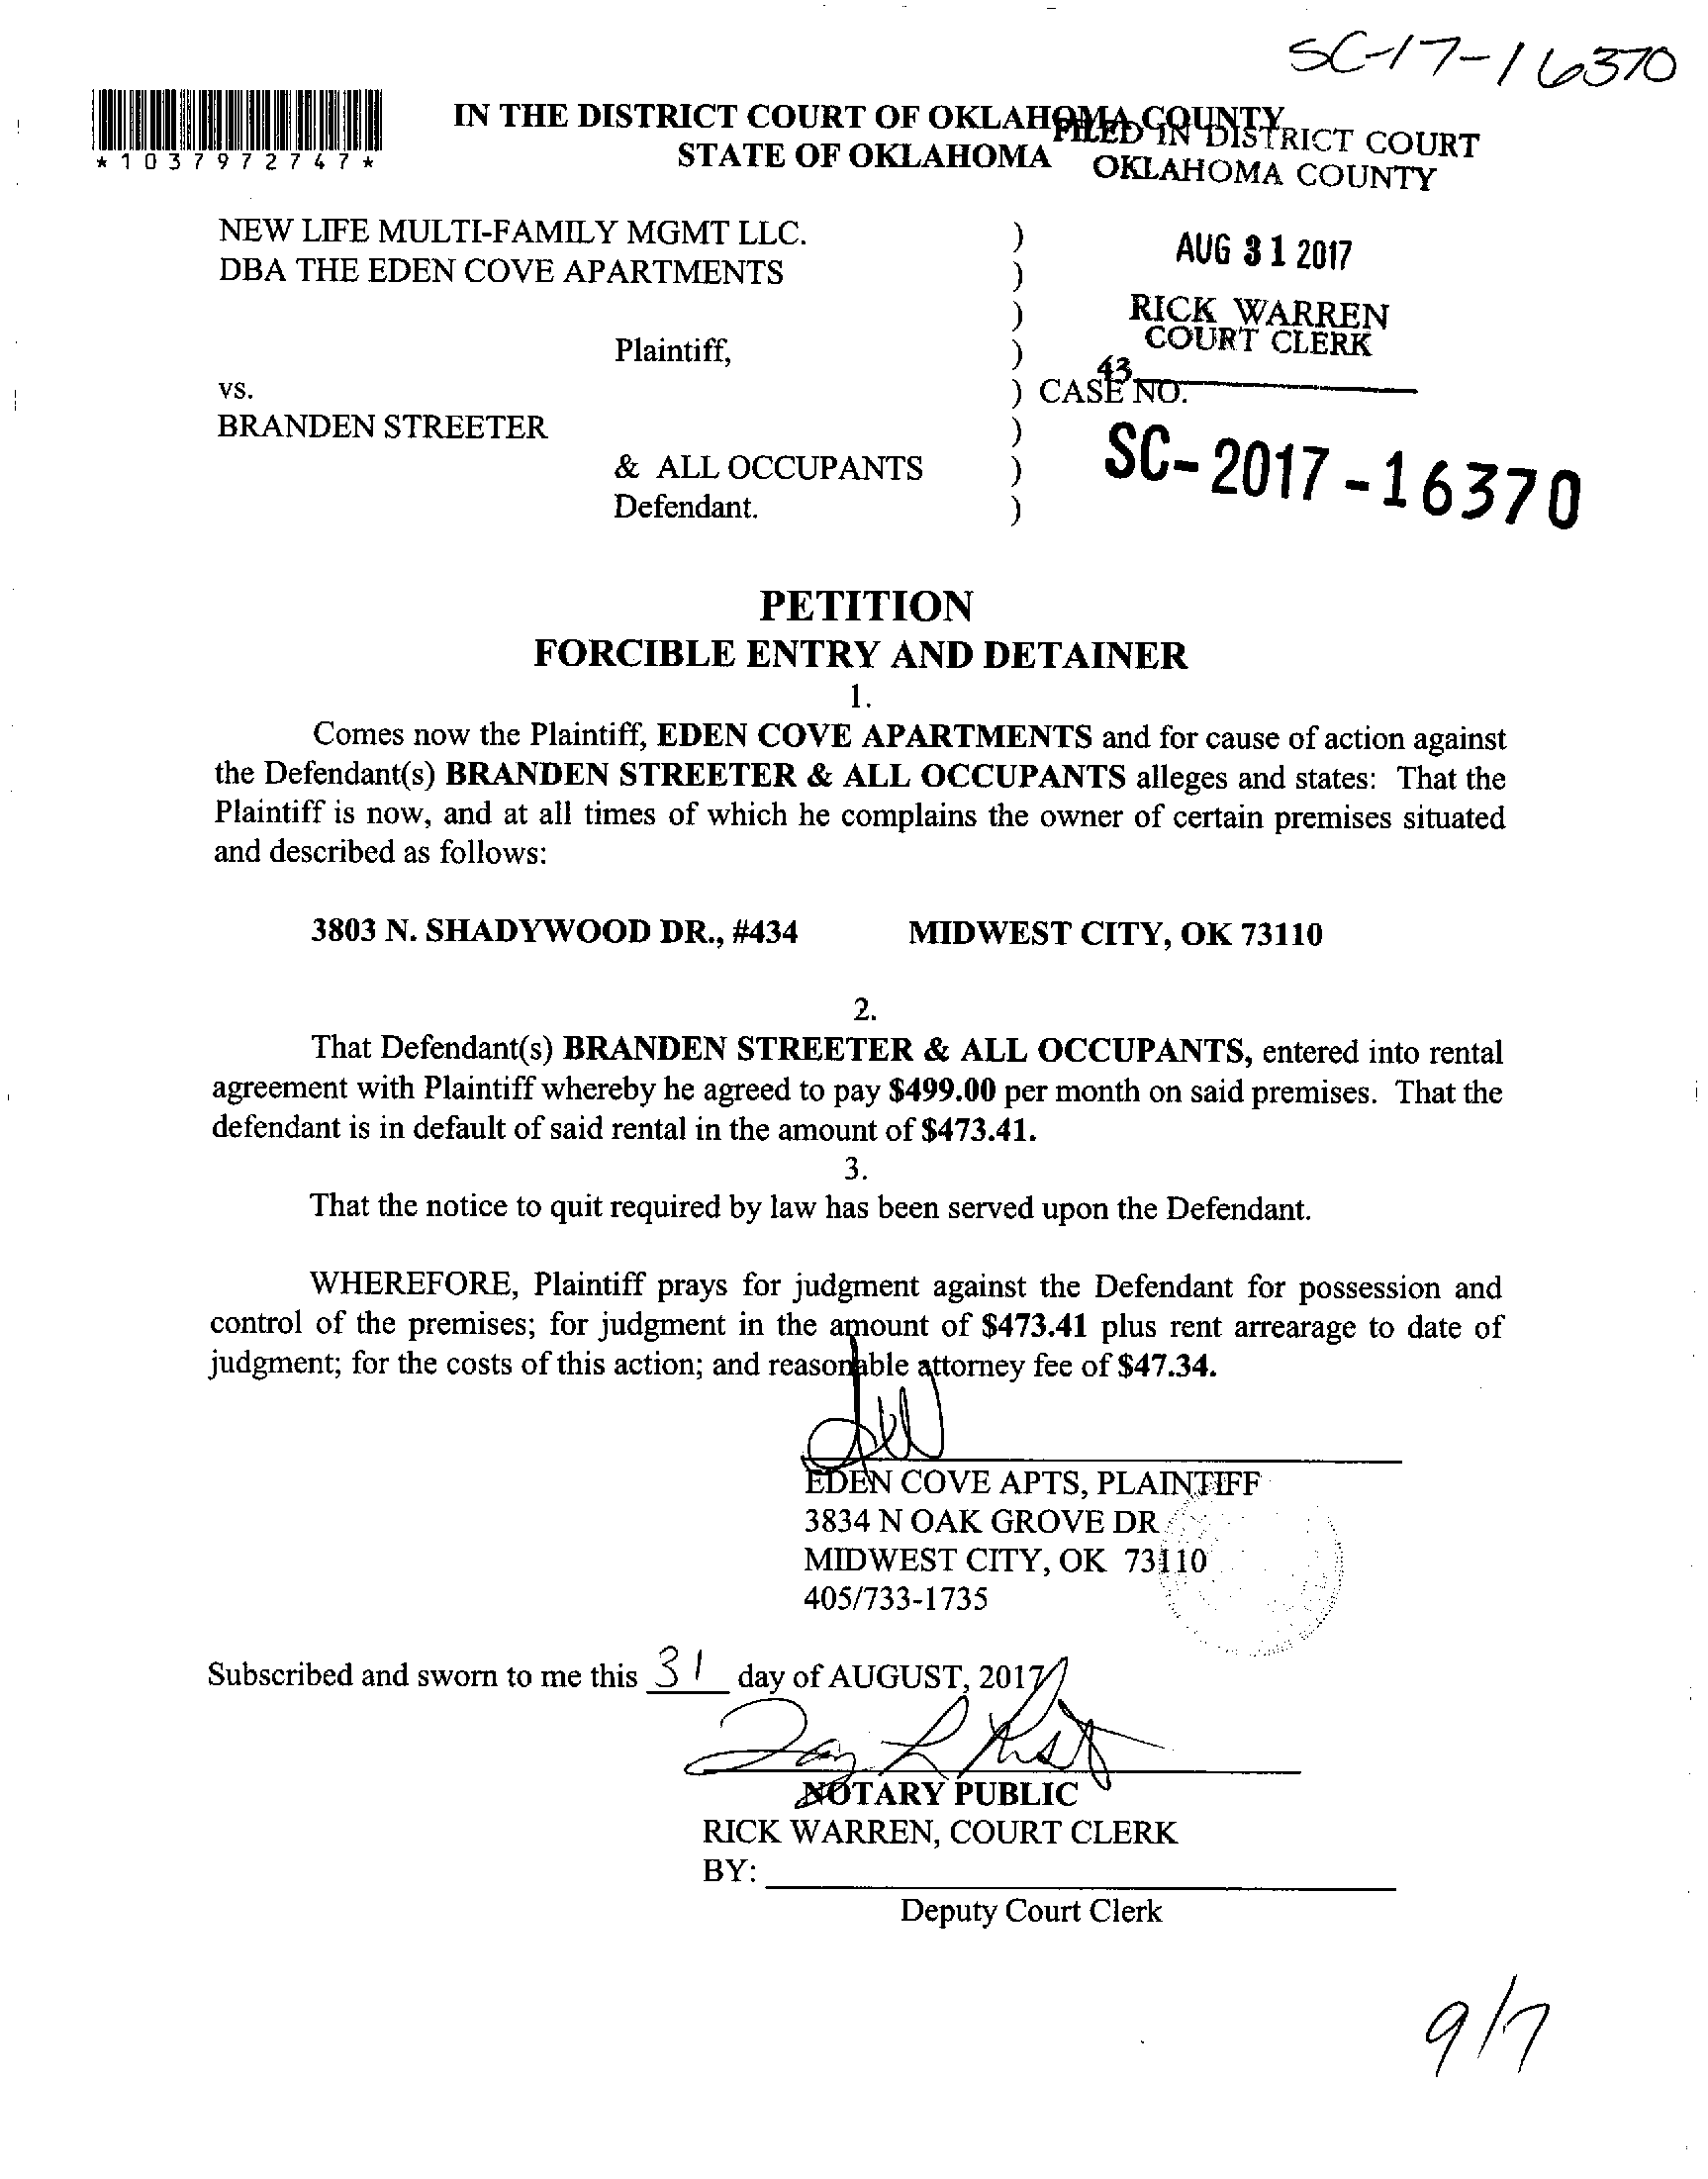 SC-17-16370
*1037972747*
IN THE DISTRICT COURT OF OKLAHOMA COUNTY
STATE OF OKLAHOMA
FILED IN DISTRICT COURT
OKLAHOMA COUNTY
NEW LIFE MULTI-FAMILY MGMT LLC. )
DBA THE EDEN COVE APARTMENTS )
AUG 31 2017
)
RICK WARREN
COURT CLERK
Plaintiff, )
43
vs. ) CASE NO.
BRANDEN STREETER )
& ALL OCCUPANTS )
Defendant. )
SC-2017-16370
PETITION
FORCIBLE ENTRY AND DETAINER
1.
Comes now the Plaintiff, EDEN COVE APARTMENTS and for cause of action against
the Defendant(s) BRANDEN STREETER & ALL OCCUPANTS alleges and states: That the
Plaintiff is now, and at all times of which he complains the owner of certain premises situated
and described as follows:
3803 N. SHADYWOOD DR., #434 MIDWEST CITY, OK 73110
2.
That Defendant(s) BRANDEN STREETER & ALL OCCUPANTS, entered into rental
agreement with Plaintiff whereby he agreed to pay $499.00 per month on said premises. That the
defendant is in default of said rental in the amount of $473.41.
3.
That the notice to quit required by law has been served upon the Defendant.
WHEREFORE, Plaintiff prays for judgment against the Defendant for possession and
control of the premises; for judgment in the amount of $473.41 plus rent arrearage to date of
judgment; for the costs of this action; and reasonable attorney fee of $47.34.
EDEN COVE APTS, PLAINTIFF
3834 N OAK GROVE DR
MIDWEST CITY, OK 73110
405/733-1735
Subscribed and sworn to me this 31 day of AUGUST, 2017
NOTARY PUBLIC
RICK WARREN, COURT CLERK
BY:
Deputy Court Clerk
9/7